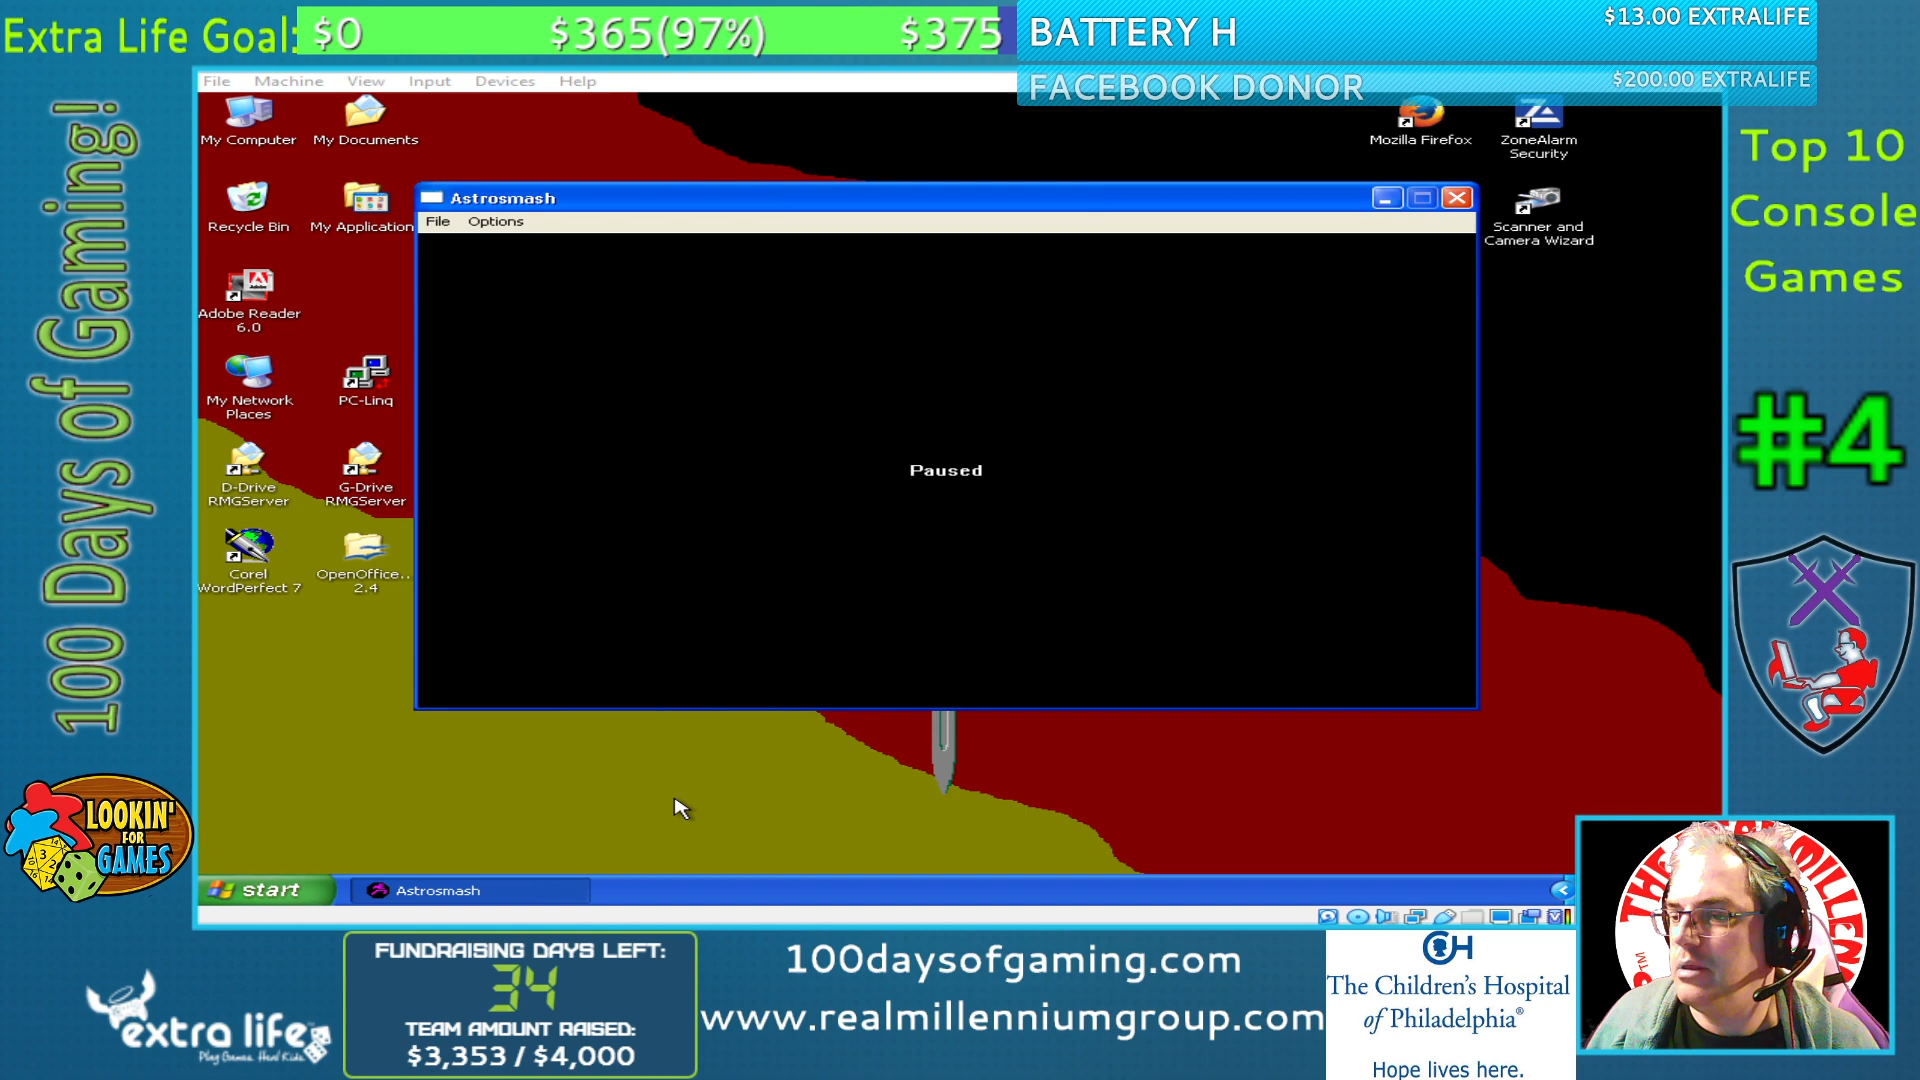 Extra Life Goal: $0 $365(97%) $375
BATTERY H $13.00 EXTRALIFE
FACEBOOK DONOR $200.00 EXTRALIFE
File Machine View Input Devices Help
100 Days of Gaming!
My Computer
My Documents
Mozilla Firefox
ZoneAlarm
Security
Top 10
Console
Games
#4
Recycle Bin
My Application
Scanner and
Camera Wizard
Astrosmash
File Options
Paused
Adobe Reader
6.0
My Network
Places
PC-Linq
D-Drive
RMGServer
G-Drive
RMGServer
Corel
WordPerfect 7
OpenOffice..
2.4
LOOKIN'
FOR
GAMES
start
Astrosmash
extra life
Play Games. Heal Kids.
FUNDRAISING DAYS LEFT:
34
TEAM AMOUNT RAISED:
$3,353 / $4,000
100daysofgaming.com
www.realmillenniumgroup.com
CH
The Children's Hospital
of Philadelphia®
Hope lives here.